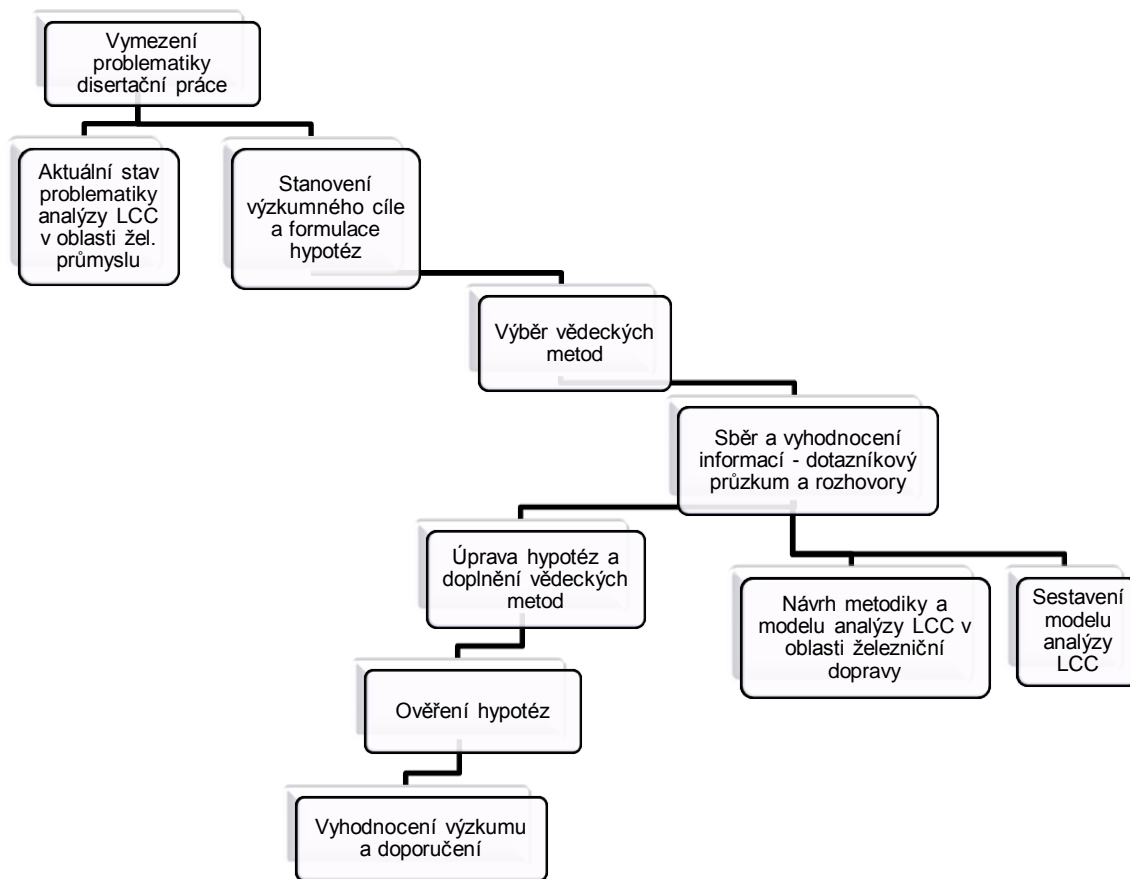 Vymezení
problematiky
disertační práce
Aktuální stav
problematiky
analýzy LCC
v oblasti žel.
průmyslu
Stanovení
výzkumného cíle
a formulace
hypotéz
Výběr vědeckých
metod
Sběr a vyhodnocení
informací - dotazníkový
průzkum a rozhovory
Úprava hypotéz a
doplnění vědeckých
metod
Návrh metodiky a
modelu analýzy LCC v
oblasti železniční
dopravy
Sestavení
modelu
analýzy
LCC
Ověření hypotéz
Vyhodnocení výzkumu
a doporučení